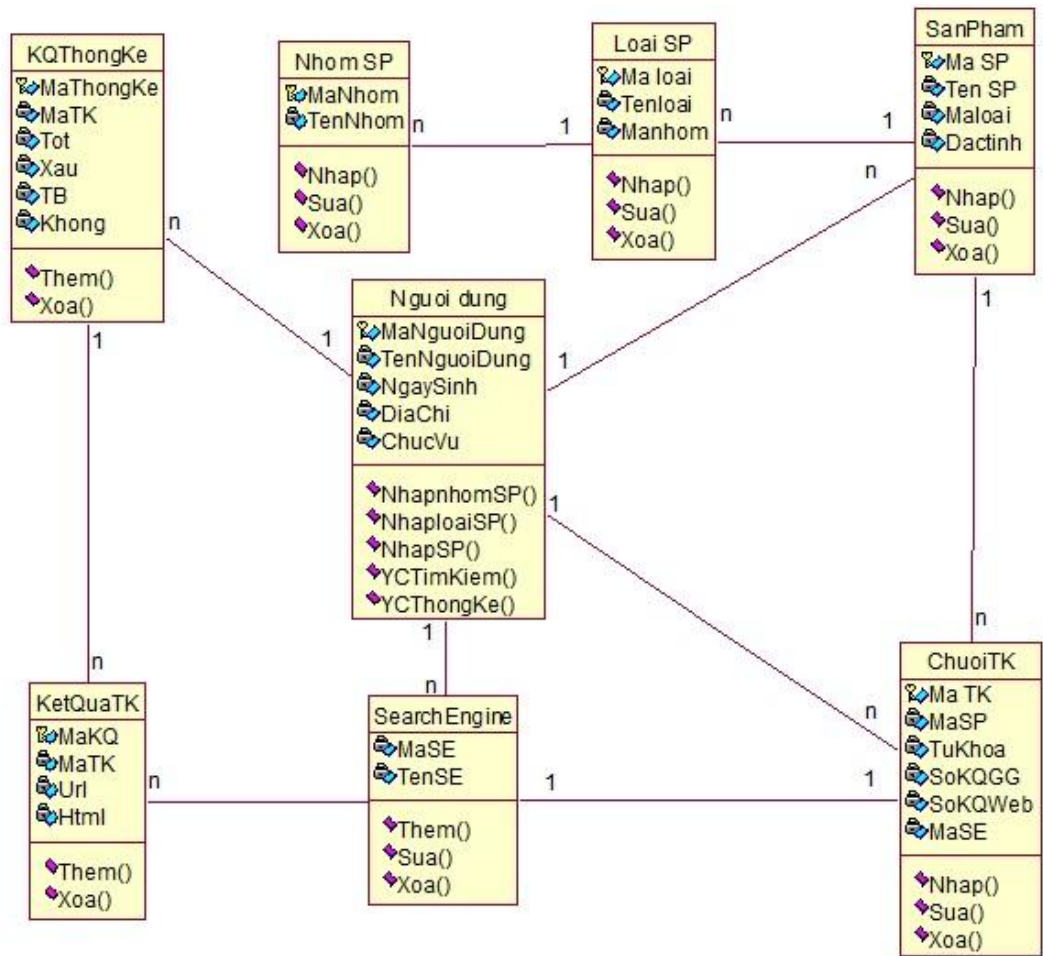 KQThongKe
MaThongKe
MaTK
Tot
Xau
TB
Khong
Them()
Xoa()
Nhom SP
MaNhom
TenNhom
Nhap()
Sua()
Xoa()
n
1
Loai SP
Ma loai
Tenloai
Manhom
Nhap()
Sua()
Xoa()
n
1
SanPham
Ma SP
Ten SP
Maloai
Dactinh
Nhap()
Sua()
Xoa()
n
1
n
1
1
1
Nguoi dung
MaNguoiDung
TenNguoiDung
NgaySinh
DiaChi
ChucVu
NhapnhomSP()
NhaploaiSP()
NhapSP()
YCTimKiem()
YCThongKe()
1
1
n
n
n
n
KetQuaTK
MaKQ
MaTK
Url
Html
Them()
Xoa()
n
SearchEngine
MaSE
TenSE
Them()
Sua()
Xoa()
1
1
ChuoiTK
Ma TK
MaSP
TuKhoa
SoKQGG
SoKQWeb
MaSE
Nhap()
Sua()
Xoa()